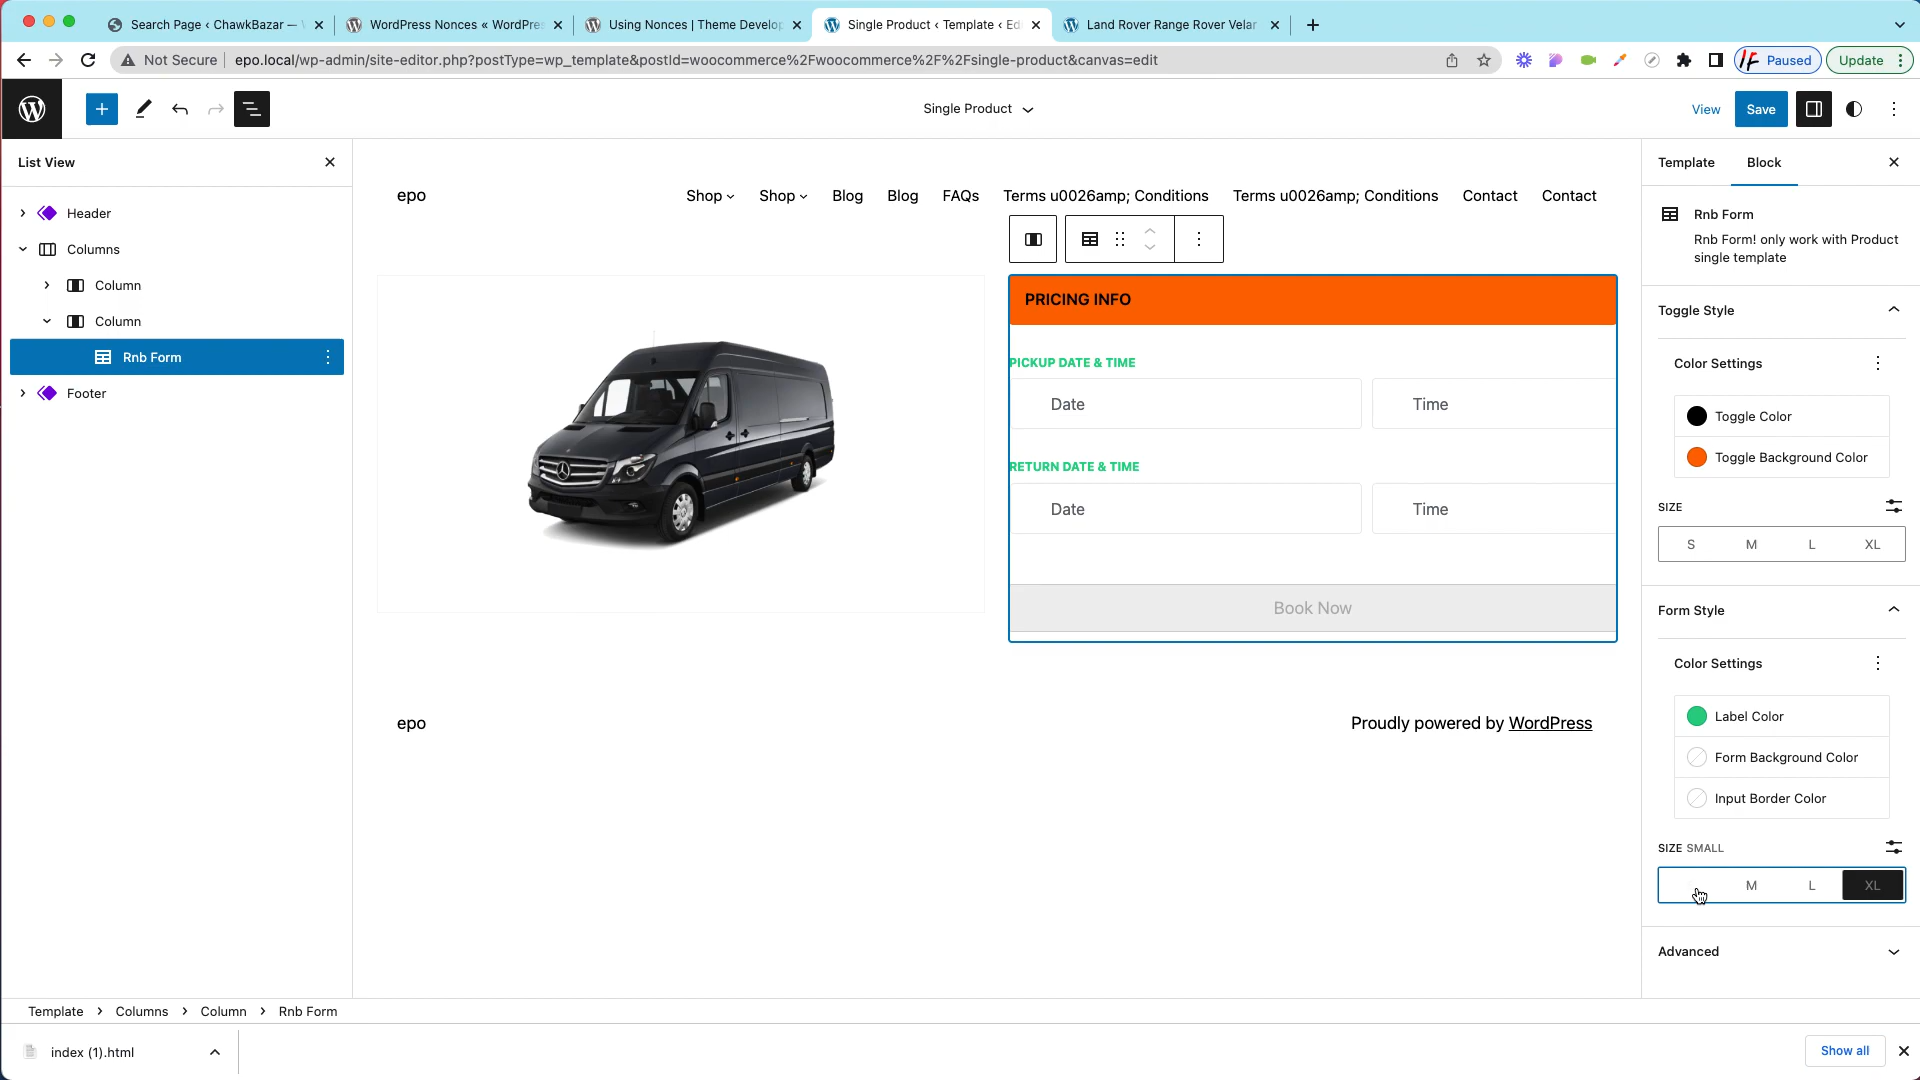 Search Page ‹ ChawkBazar —
WordPress Nonces « WordPre
Using Nonces | Theme Develop
Single Product ‹ Template ‹ Ed
Land Rover Range Rover Velar
Not Secure
epo.local/wp-admin/site-editor.php?postType=wp_template&postId=woocommerce%2Fwoocommerce%2F%2Fsingle-product&canvas=edit
Paused
Update
Single Product
View
Save
List View
Header
Columns
Column
Column
Rnb Form
Footer
epo
Shop
Shop
Blog
Blog
FAQs
Terms u0026amp; Conditions
Terms u0026amp; Conditions
Contact
Contact
PRICING INFO
PICKUP DATE & TIME
Date
Time
RETURN DATE & TIME
Date
Time
Book Now
epo
Proudly powered by WordPress
Template
Block
Rnb Form
Rnb Form! only work with Product
single template
Toggle Style
Color Settings
Toggle Color
Toggle Background Color
SIZE
S
M
L
XL
Form Style
Color Settings
Label Color
Form Background Color
Input Border Color
SIZE SMALL
M
L
XL
Advanced
Template > Columns > Column > Rnb Form
index (1).html
Show all